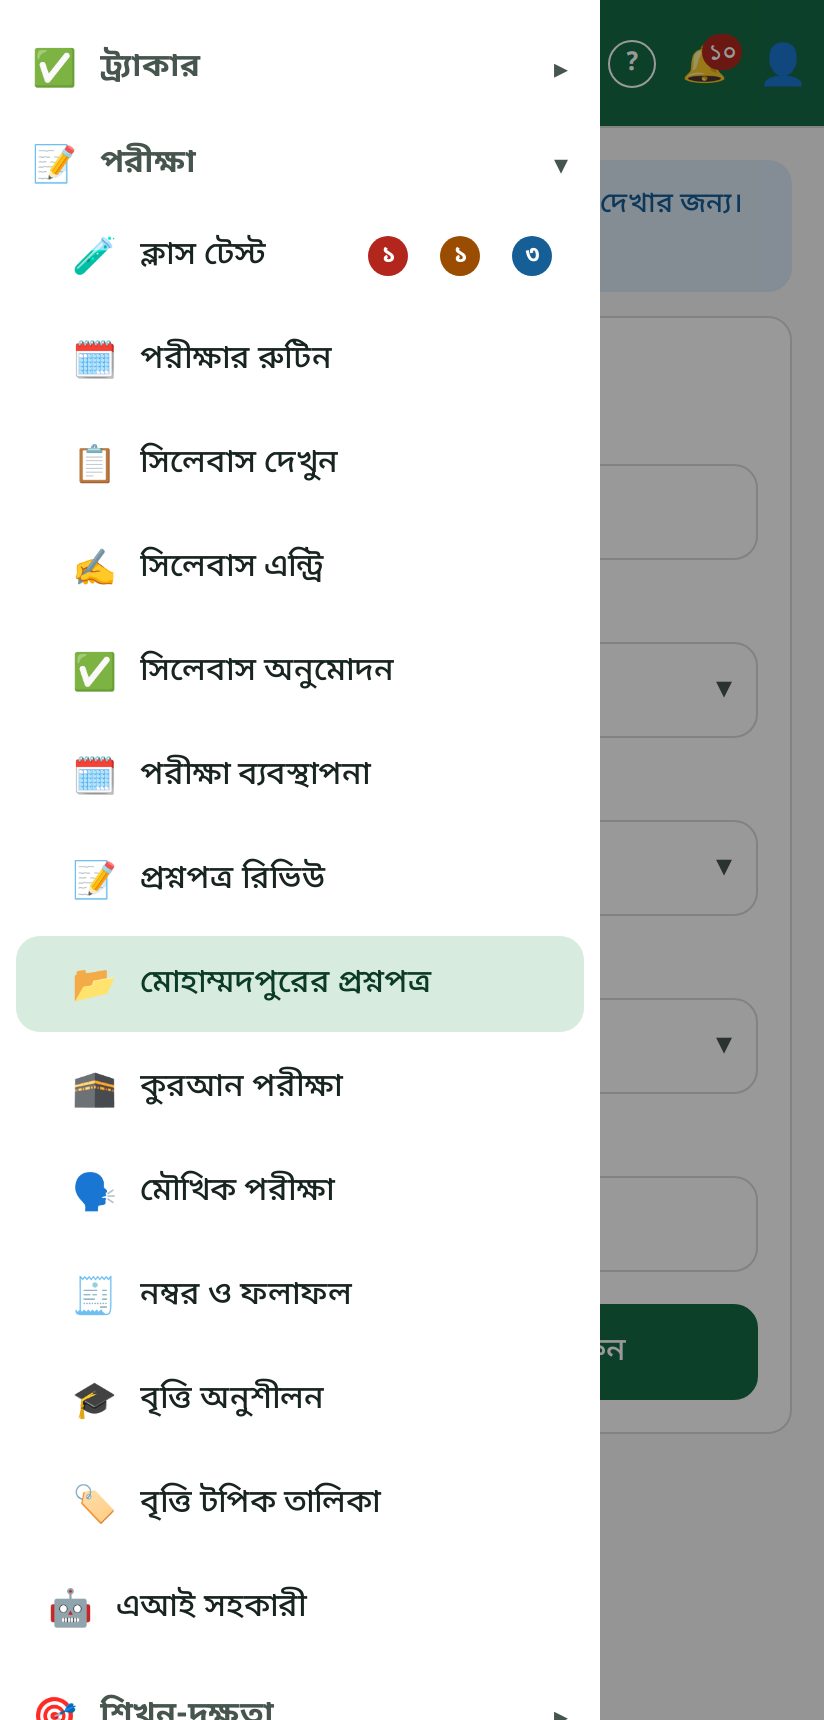 ট্র্যাকার
?
১০
পরীক্ষা
ক্লাস টেস্ট ১ ১ ৩
দেখার জন্য।
পরীক্ষার রুটিন
সিলেবাস দেখুন
সিলেবাস এন্ট্রি
সিলেবাস অনুমোদন
পরীক্ষা ব্যবস্থাপনা
প্রশ্নপত্র রিভিউ
মোহাম্মদপুরের প্রশ্নপত্র
কুরআন পরীক্ষা
মৌখিক পরীক্ষা
নম্বর ও ফলাফল
বৃত্তি অনুশীলন
বৃত্তি টপিক তালিকা
এআই সহকারী
শিখন-দক্ষতা